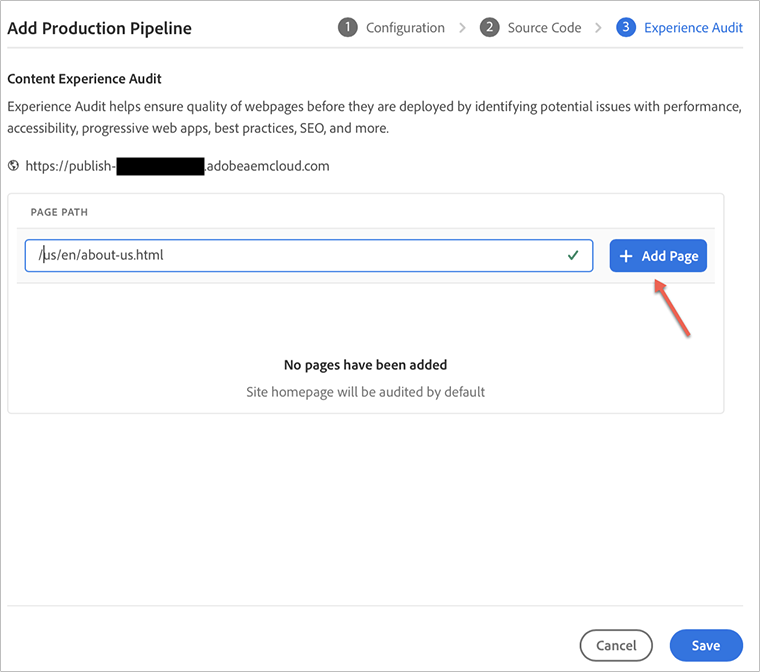 Add Production Pipeline
1 Configuration > 2 Source Code > 3 Experience Audit
Content Experience Audit
Experience Audit helps ensure quality of webpages before they are deployed by identifying potential issues with performance,
accessibility, progressive web apps, best practices, SEO, and more.
https://publish- .adobeaemcloud.com
PAGE PATH
/us/en/about-us.html
+ Add Page
No pages have been added
Site homepage will be audited by default
Cancel Save